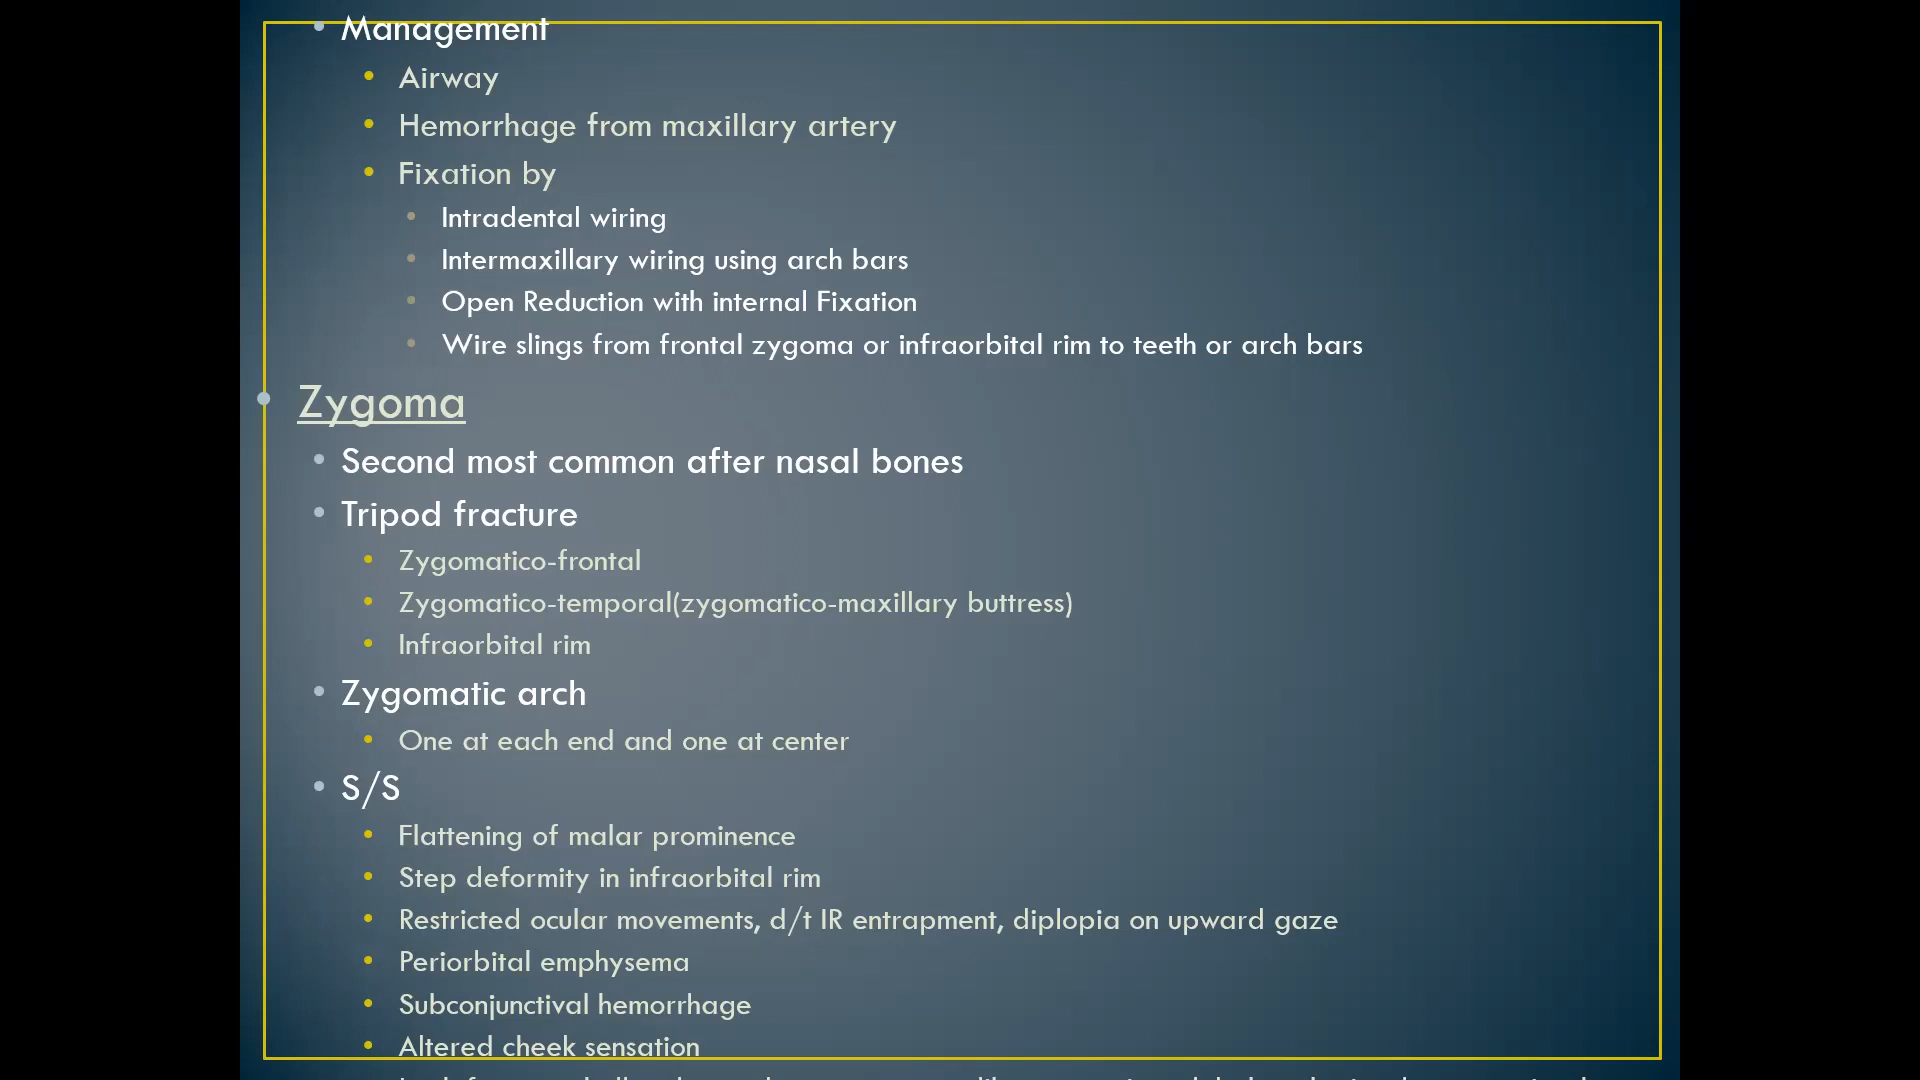 Management
Airway
Hemorrhage from maxillary artery
Fixation by
Intradental wiring
Intermaxillary wiring using arch bars
Open Reduction with internal Fixation
Wire slings from frontal zygoma or infraorbital rim to teeth or arch bars
Zygoma
Second most common after nasal bones
Tripod fracture
Zygomatico-frontal
Zygomatico-temporal(zygomatico-maxillary buttress)
Infraorbital rim
Zygomatic arch
One at each end and one at center
S/S
Flattening of malar prominence
Step deformity in infraorbital rim
Restricted ocular movements, d/t IR entrapment, diplopia on upward gaze
Periorbital emphysema
Subconjunctival hemorrhage
Altered cheek sensation